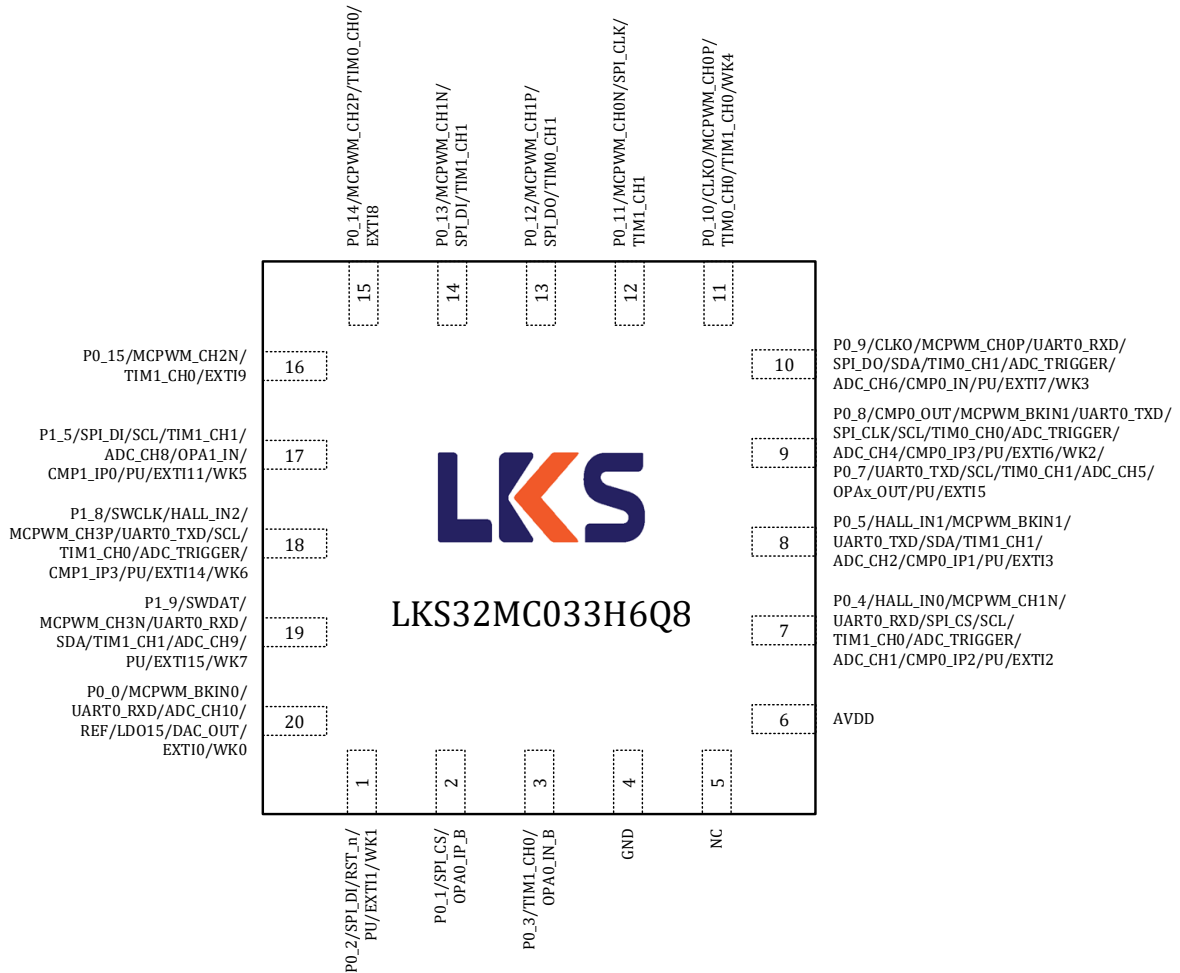 P0_14/MCPWM_CH2P/TIM0_CH0/
EXTI8
P0_13/MCPWM_CH1N/
SPI_DI/TIM1_CH1
P0_12/MCPWM_CH1P/
SPI_DO/TIM0_CH1
P0_11/MCPWM_CH0N/SPI_CLK/
TIM1_CH1
P0_10/CLKO/MCPWM_CH0P/
TIM0_CH0/TIM1_CH0/WK4
15
14
13
12
11
P0_15/MCPWM_CH2N/
TIM1_CH0/EXTI9
16
P1_5/SPI_DI/SCL/TIM1_CH1/
ADC_CH8/OPA1_IN/
CMP1_IP0/PU/EXTI11/WK5
17
P1_8/SWCLK/HALL_IN2/
MCPWM_CH3P/UART0_TXD/SCL/
TIM1_CH0/ADC_TRIGGER/
CMP1_IP3/PU/EXTI14/WK6
18
P1_9/SWDAT/
MCPWM_CH3N/UART0_RXD/
SDA/TIM1_CH1/ADC_CH9/
PU/EXTI15/WK7
19
P0_0/MCPWM_BKIN0/
UART0_RXD/ADC_CH10/
REF/LDO15/DAC_OUT/
EXTI0/WK0
20
LKS
LKS32MC033H6Q8
10
P0_9/CLKO/MCPWM_CH0P/UART0_RXD/
SPI_DO/SDA/TIM0_CH1/ADC_TRIGGER/
ADC_CH6/CMP0_IN/PU/EXTI7/WK3
9
P0_8/CMP0_OUT/MCPWM_BKIN1/UART0_TXD/
SPI_CLK/SCL/TIM0_CH0/ADC_TRIGGER/
ADC_CH4/CMP0_IP3/PU/EXTI6/WK2/
P0_7/UART0_TXD/SCL/TIM0_CH1/ADC_CH5/
OPAx_OUT/PU/EXTI5
8
P0_5/HALL_IN1/MCPWM_BKIN1/
UART0_TXD/SDA/TIM1_CH1/
ADC_CH2/CMP0_IP1/PU/EXTI3
7
P0_4/HALL_IN0/MCPWM_CH1N/
UART0_RXD/SPI_CS/SCL/
TIM1_CH0/ADC_TRIGGER/
ADC_CH1/CMP0_IP2/PU/EXTI2
6
AVDD
1
2
3
4
5
P0_2/SPI_DI/RST_n/
PU/EXTI1/WK1
P0_1/SPI_CS/
OPA0_IP_B
P0_3/TIM1_CH0/
OPA0_IN_B
GND
NC